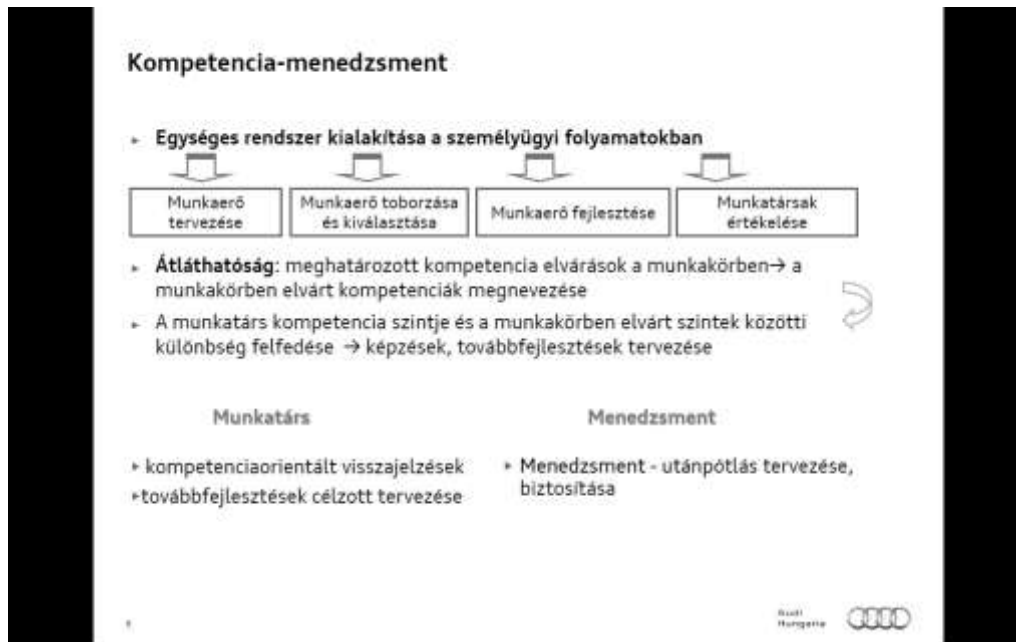 Kompetencia-menedzsment
Egységes rendszer kialakítása a személyügyi folyamatokban
Munkaerő
tervezése
Munkaerő toborzása
és kiválasztása
Munkaerő fejlesztése
Munkatársak
értékelése
Átláthatóság: meghatározott kompetencia elvárások a munkakörben→ a
munkakörben elvárt kompetenciák megnevezése
A munkatárs kompetencia szintje és a munkakörben elvárt szintek közötti
különbség felfedése → képzések, továbbfejlesztések tervezése
Munkatárs
kompetenciaorientált visszajelzések
továbbfejlesztések célzott tervezése
Menedzsment
Menedzsment - utánpótlás tervezése,
biztosítása
Audi
Hungaria